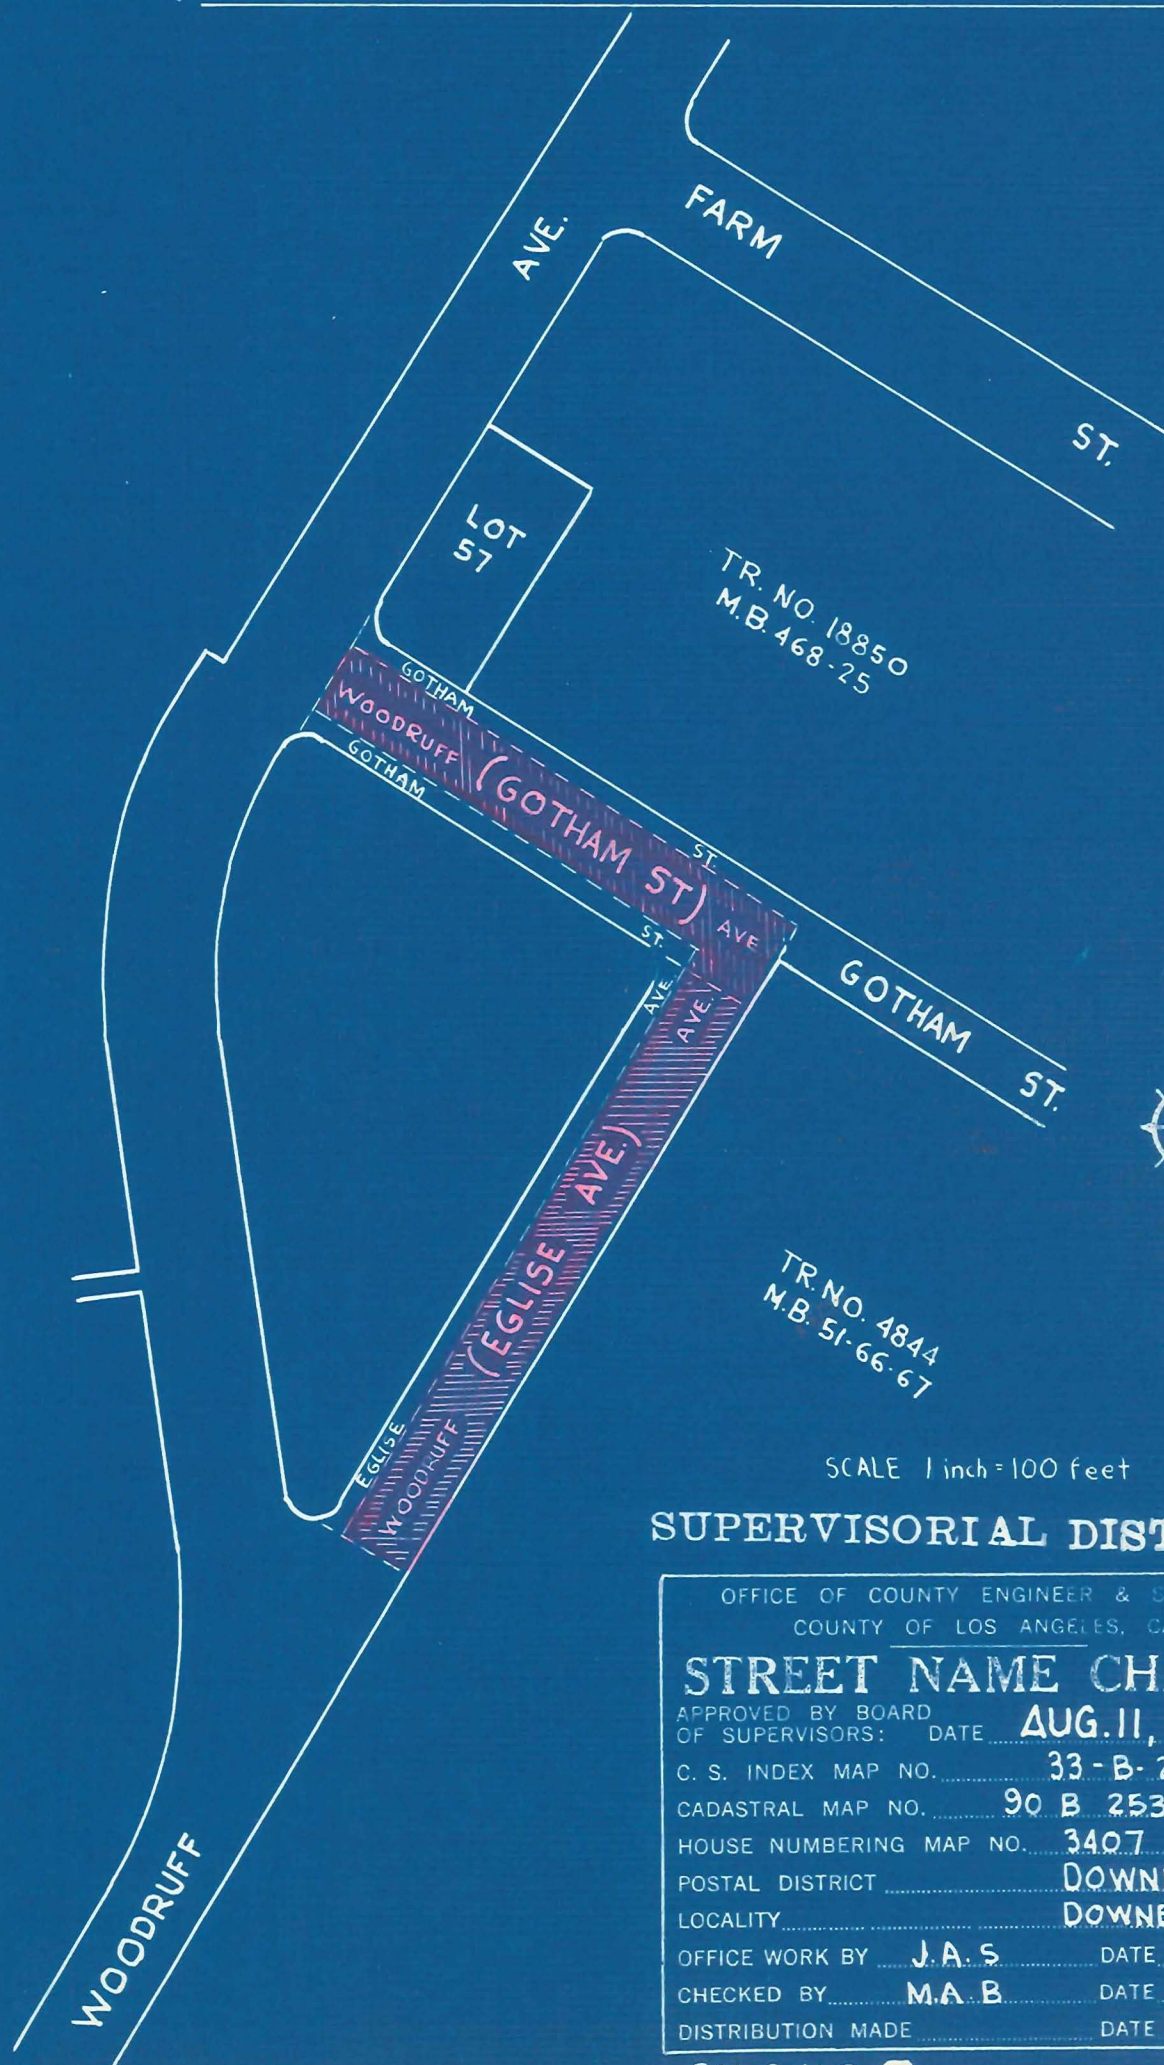 AVE.
FARM
ST.
LOT
57
TR. NO. 18850
M.B. 468-25
GOTHAM
WOODRUFF
(GOTHAM ST)
AVE
GOTHAM
ST.
ST.
AVE.
AVE.
GOTHAM
ST.
(EGLISE AVE.)
EGLISE
WOODRUFF
TR. NO. 4844
M.B. 51-66-67
SCALE 1 inch = 100 feet
SUPERVISORIAL DIST
OFFICE OF COUNTY ENGINEER & S
COUNTY OF LOS ANGELES, C
STREET NAME CH
APPROVED BY BOARD
OF SUPERVISORS: DATE AUG. 11,
C. S. INDEX MAP NO. 33-B-2
CADASTRAL MAP NO. 90 B 253
HOUSE NUMBERING MAP NO. 3407
POSTAL DISTRICT DOWN
LOCALITY DOWNE
OFFICE WORK BY J.A.S DATE
CHECKED BY M.A.B DATE
DISTRIBUTION MADE DATE
WOODRUFF